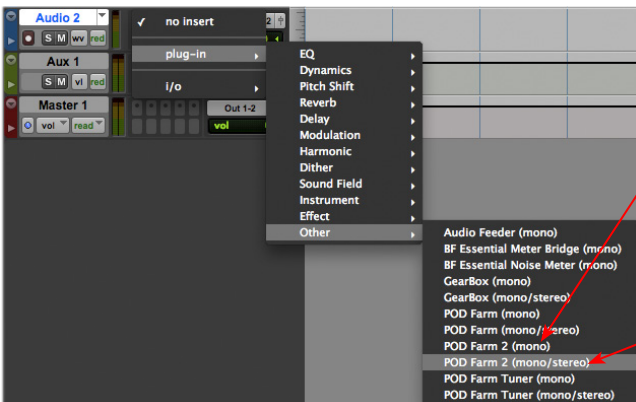 Audio 2
S M wv red
Aux 1
S M vl red
Master 1
vol read
✓ no insert
plug-in
i/o
2
Out 1-2
vol
EQ
Dynamics
Pitch Shift
Reverb
Delay
Modulation
Harmonic
Dither
Sound Field
Instrument
Effect
Other
Audio Feeder (mono)
BF Essential Meter Bridge (mono)
BF Essential Noise Meter (mono)
GearBox (mono)
GearBox (mono/stereo)
POD Farm (mono)
POD Farm (mono/stereo)
POD Farm 2 (mono)
POD Farm 2 (mono/stereo)
POD Farm Tuner (mono)
POD Farm Tuner (mono/stereo)